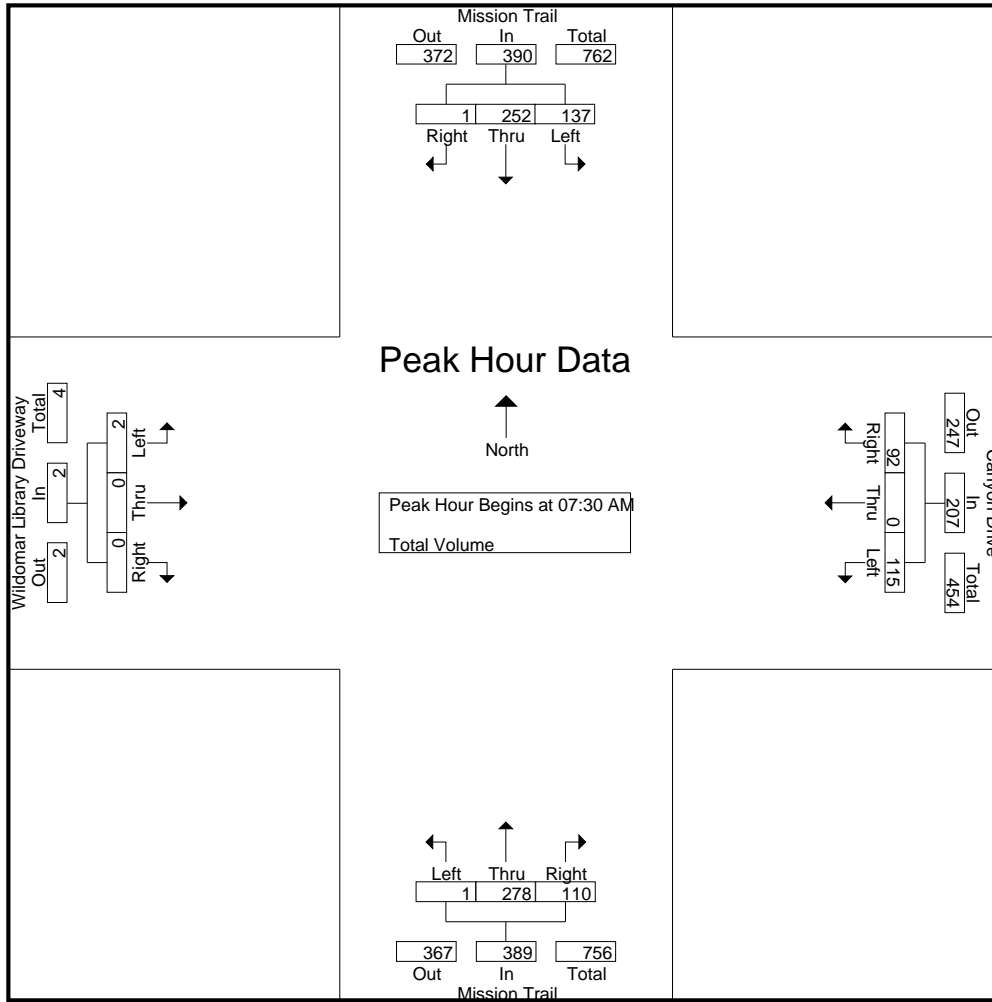 Mission Trail
Out In Total
372 390 762
1 252 137
Right Thru Left
Peak Hour Data
North
Peak Hour Begins at 07:30 AM
Total Volume
Wildomar Library Driveway
Total In Out
4 2 2
2 0 0
Left Thru Right
Right Thru Left
92 0 115
Out In Total
247 207 454
Canyon Drive
Left Thru Right
1 278 110
367 389 756
Out In Total
Mission Trail